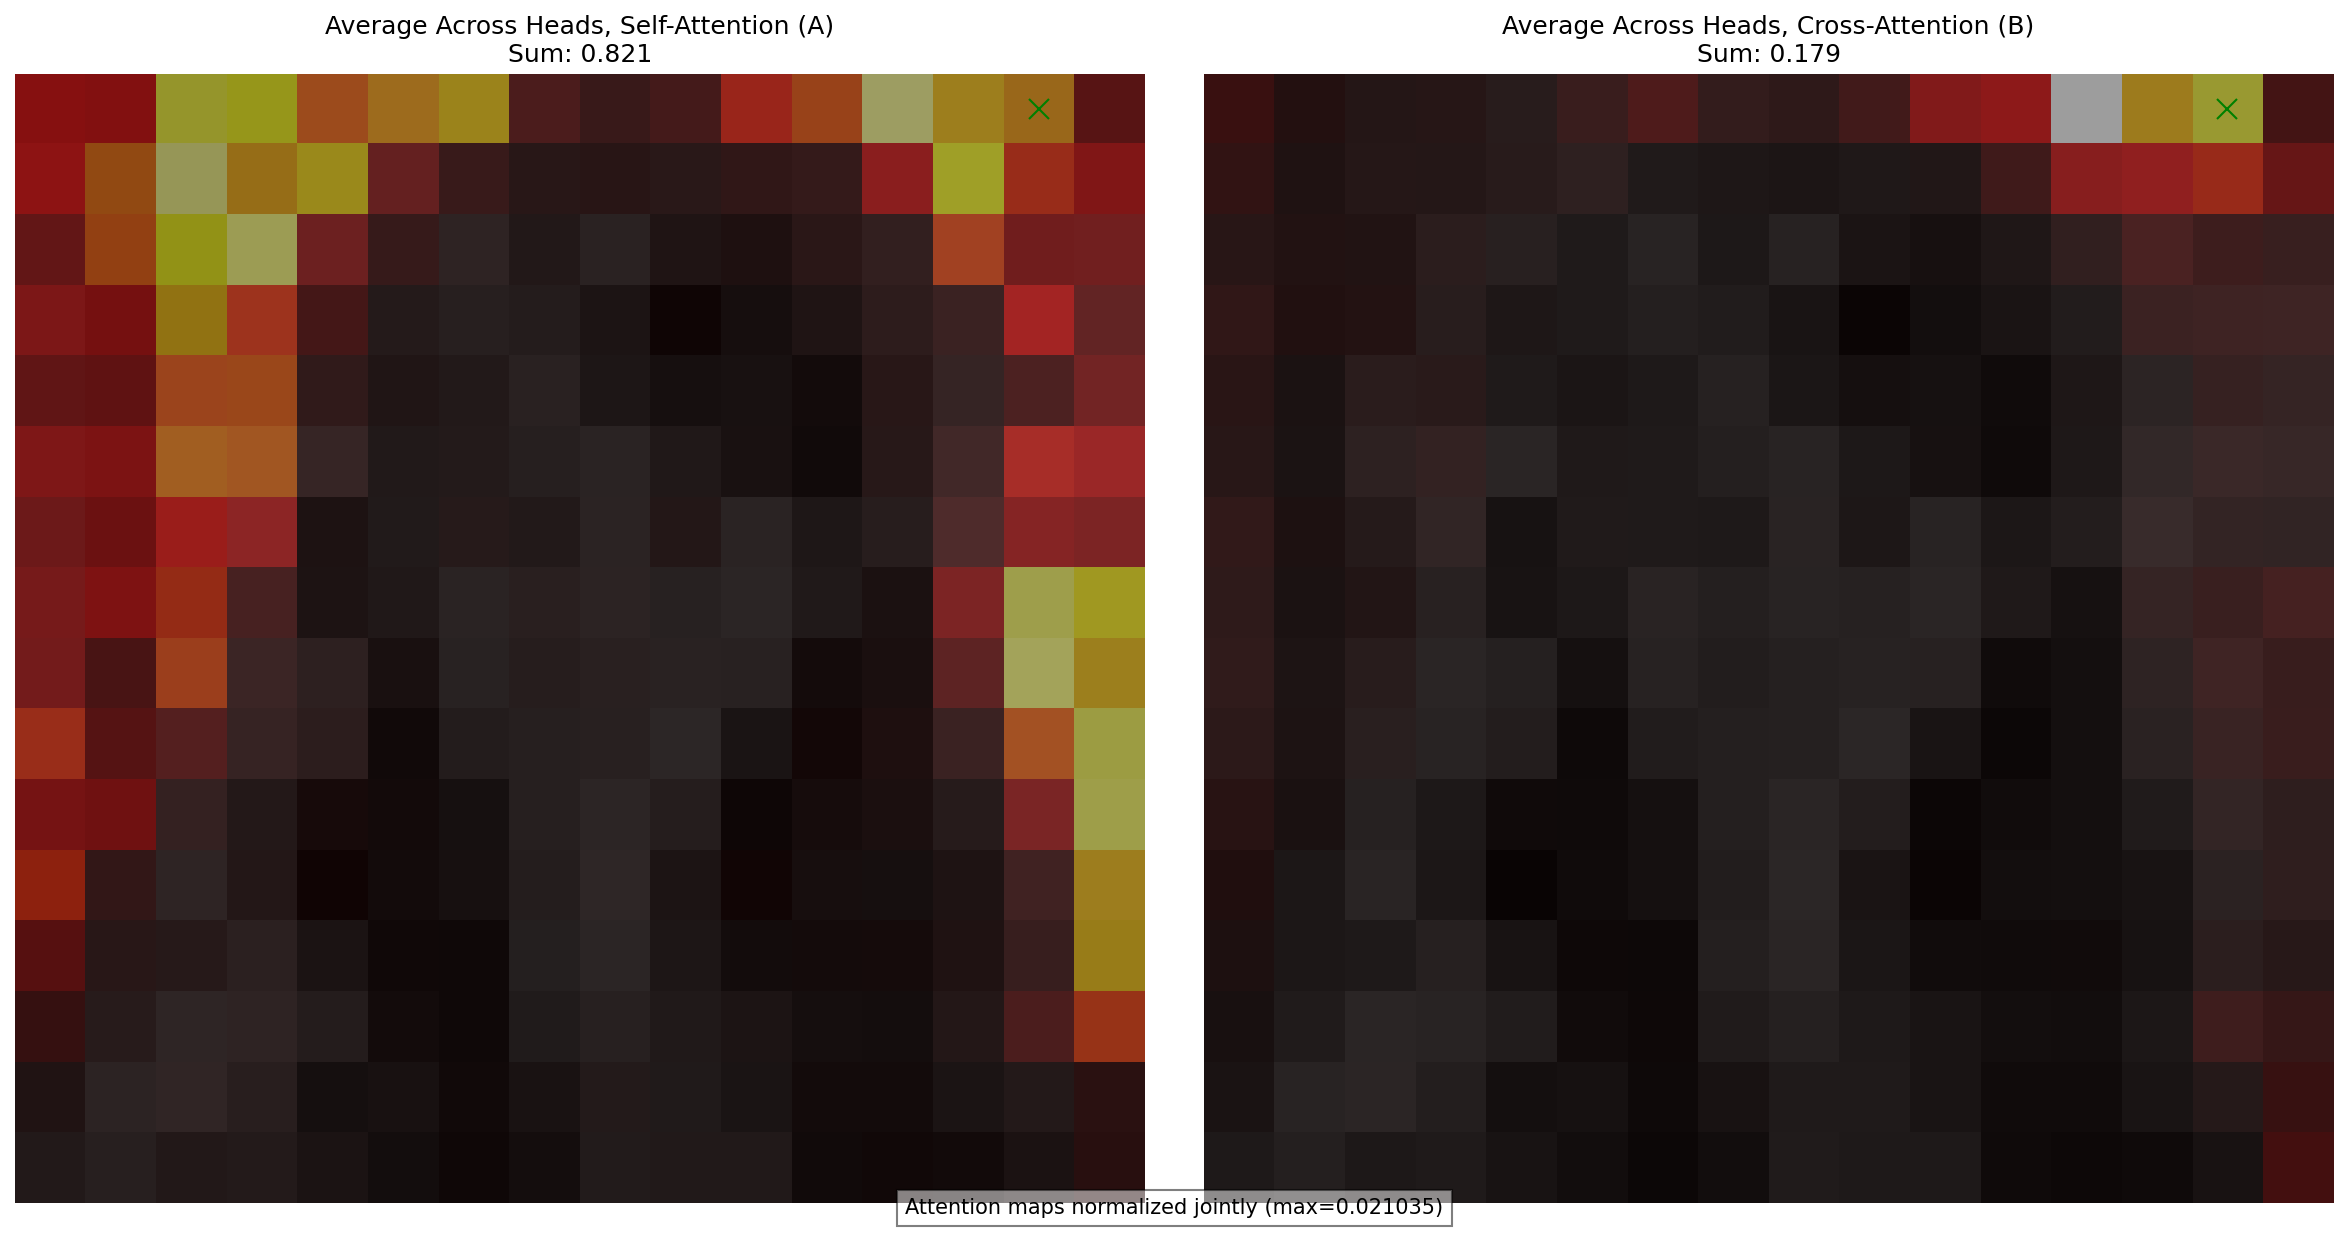 Average Across Heads, Self-Attention (A)
Sum: 0.821
Average Across Heads, Cross-Attention (B)
Sum: 0.179
Attention maps normalized jointly (max=0.021035)